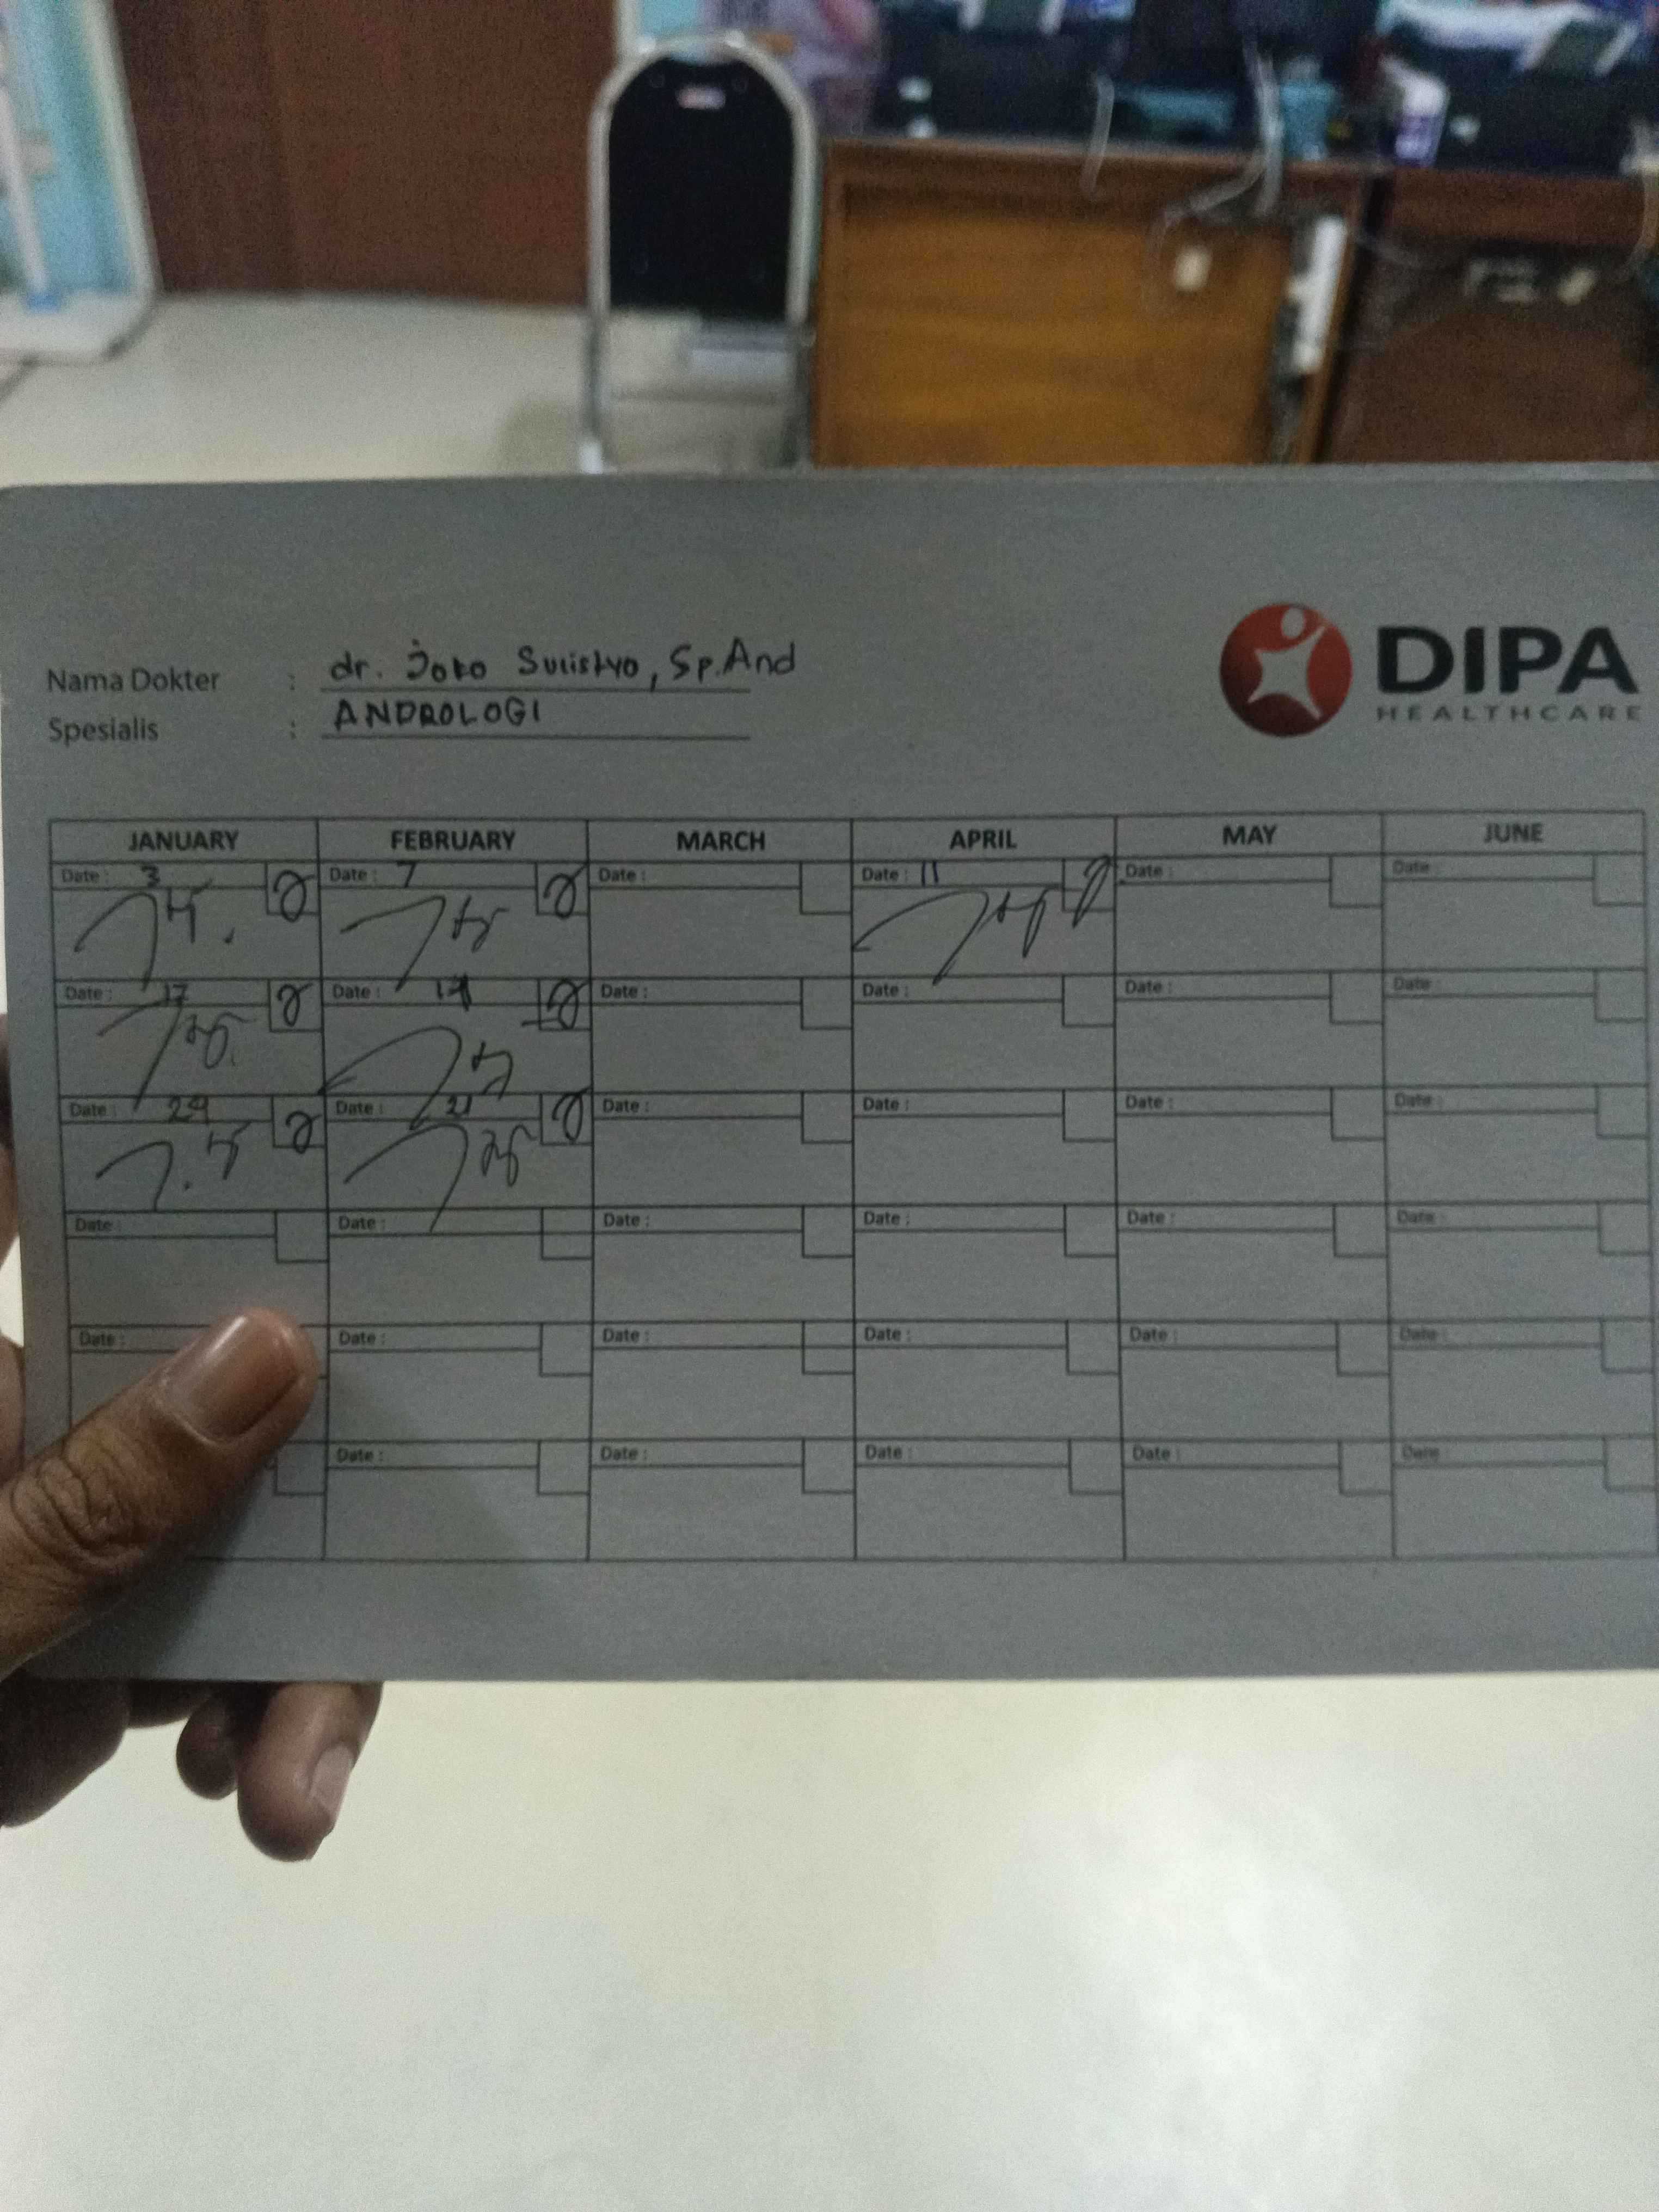 DIPA
HEALTHCARE
Nama Dokter : dr. Joko Sulistyo, Sp.And
Spesialis : ANDROLOGI
JANUARY FEBRUARY MARCH APRIL MAY JUNE
Date : 3 Date : 7 Date : Date : 11 Date : Date :
Date : 17 Date : 14 Date : Date : Date : Date :
Date : 29 Date : 21 Date : Date : Date : Date :
Date : Date : Date : Date : Date : Date :
Date : Date : Date : Date : Date : Date :
Date : Date : Date : Date : Date :